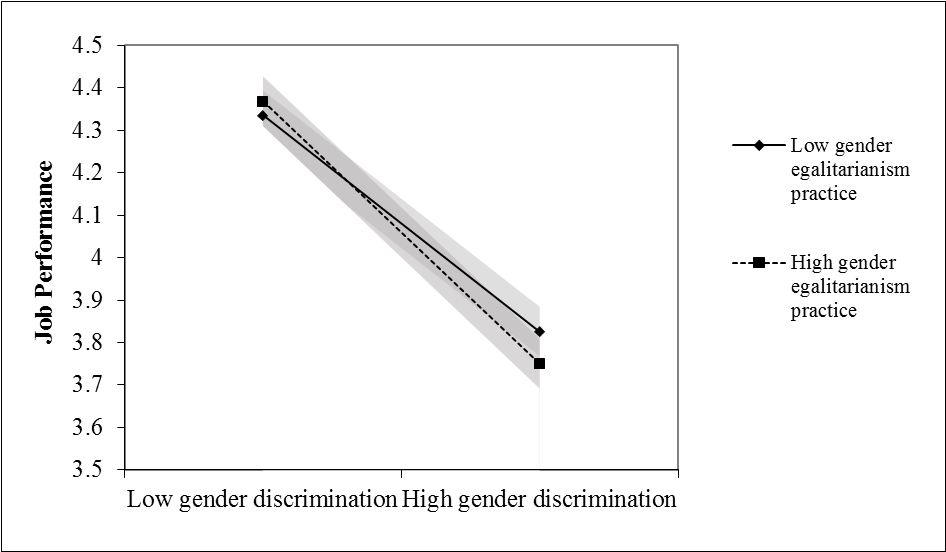 4.5
4.4
4.3
4.2
4.1
4
3.9
3.8
3.7
3.6
3.5
Job Performance
Low gender discrimination
High gender discrimination
Low gender
egalitarianism
practice
High gender
egalitarianism
practice